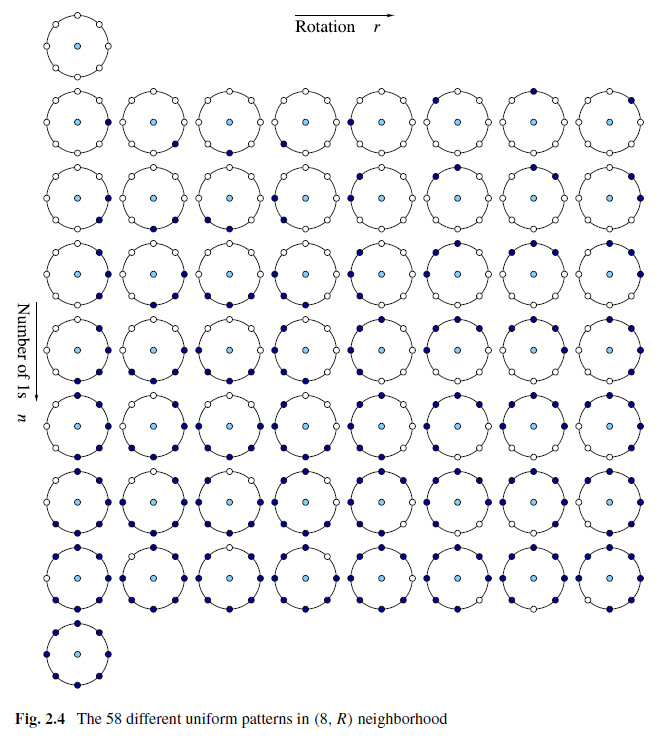 Rotation r
Number of 1s n
Fig. 2.4 The 58 different uniform patterns in (8, R) neighborhood